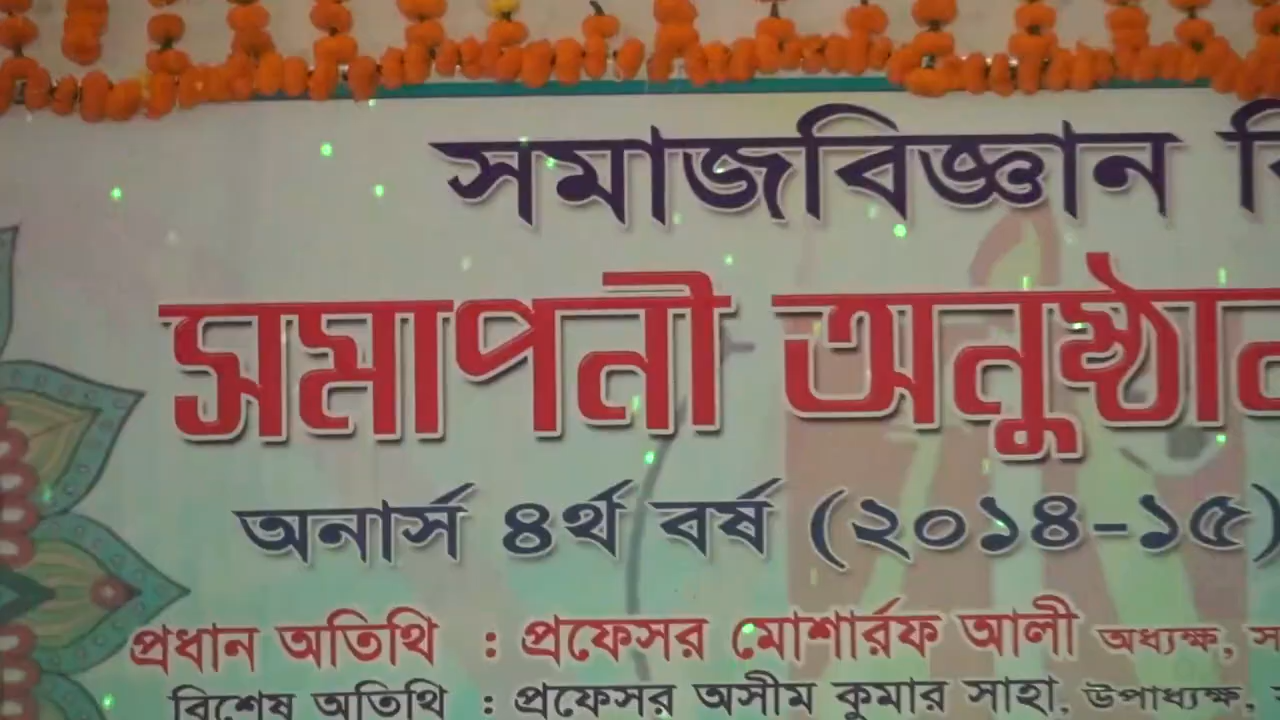 সমাজবিজ্ঞান
সমাপনী অনুষ্ঠান
অনার্স ৪র্থ বর্ষ (২০১৪-১৫)
প্রধান অতিথি : প্রফেসর মোশার্রফ আলী অধ্যক্ষ,
বিশেষ অতিথি : প্রফেসর অসীম কুমার সাহা, উপাধ্যক্ষ,